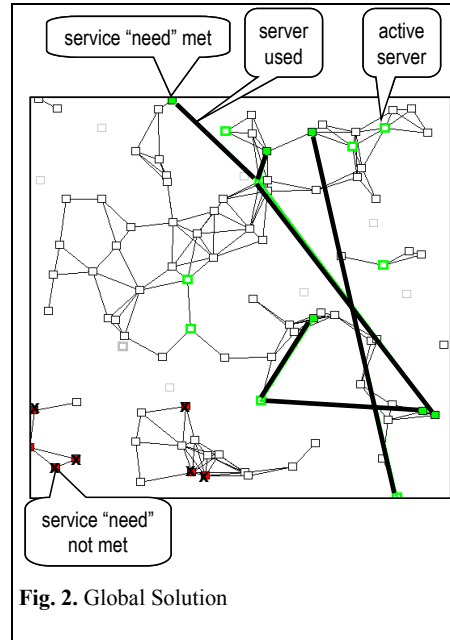 service “need” met
server
used
active
server
service “need”
not met
Fig. 2. Global Solution